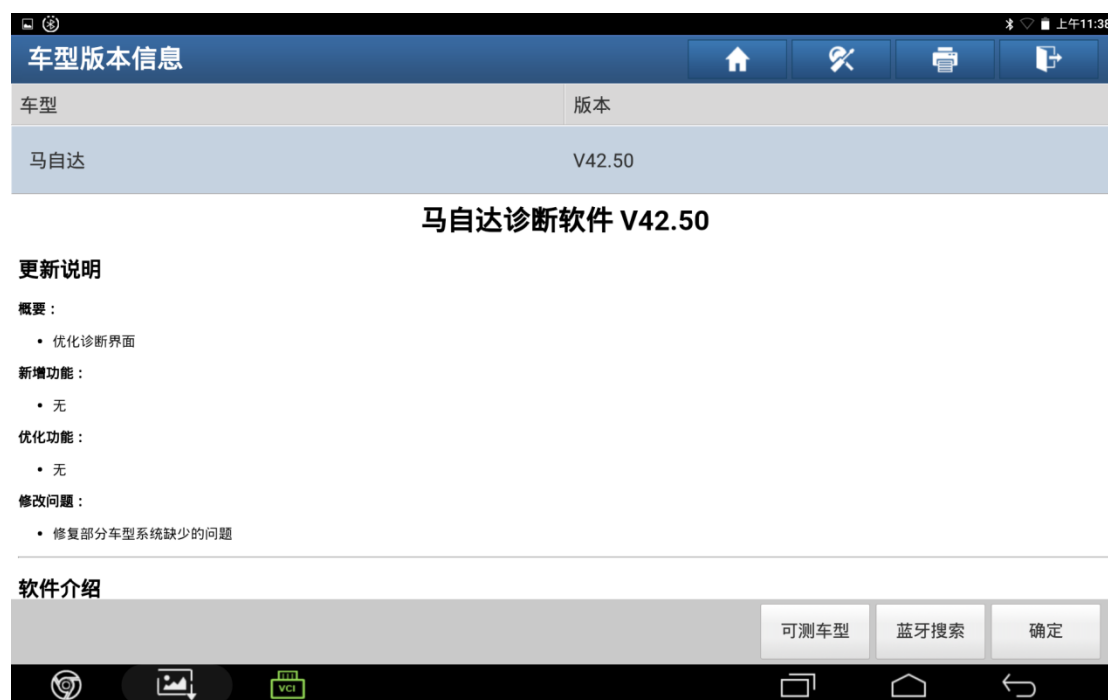 上午11:38
车型版本信息
车型 版本
马自达 V42.50
马自达诊断软件 V42.50
更新说明
概要：
• 优化诊断界面
新增功能：
• 无
优化功能：
• 无
修改问题：
• 修复部分车型系统缺少的问题
软件介绍
可测车型 蓝牙搜索 确定
VCI